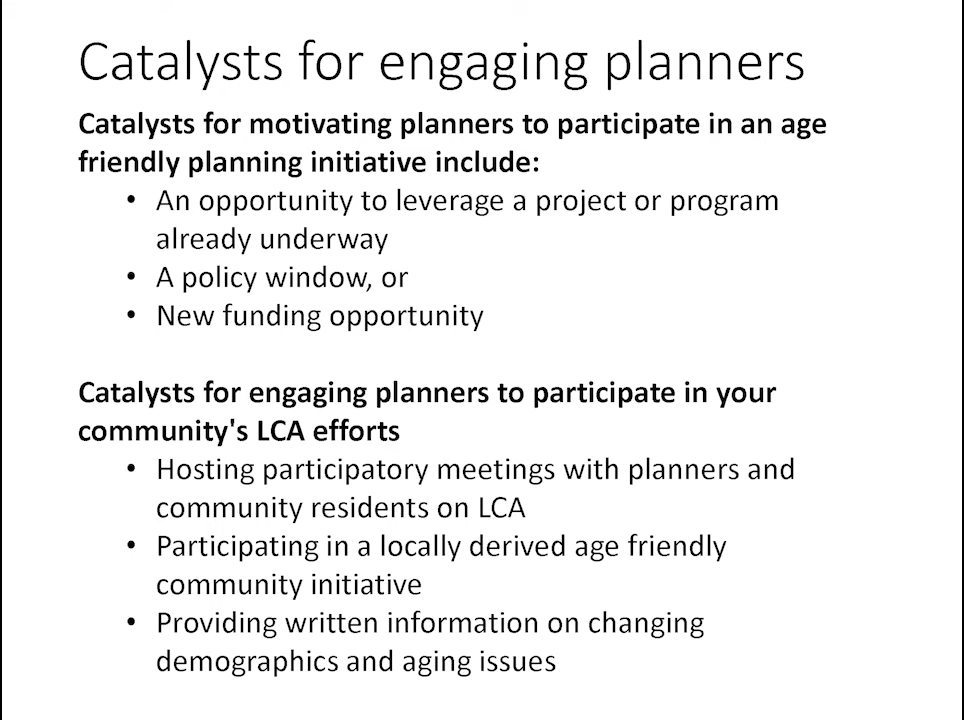 Catalysts for engaging planners
Catalysts for motivating planners to participate in an age
friendly planning initiative include:
• An opportunity to leverage a project or program
already underway
• A policy window, or
• New funding opportunity
Catalysts for engaging planners to participate in your
community's LCA efforts
• Hosting participatory meetings with planners and
community residents on LCA
• Participating in a locally derived age friendly
community initiative
• Providing written information on changing
demographics and aging issues